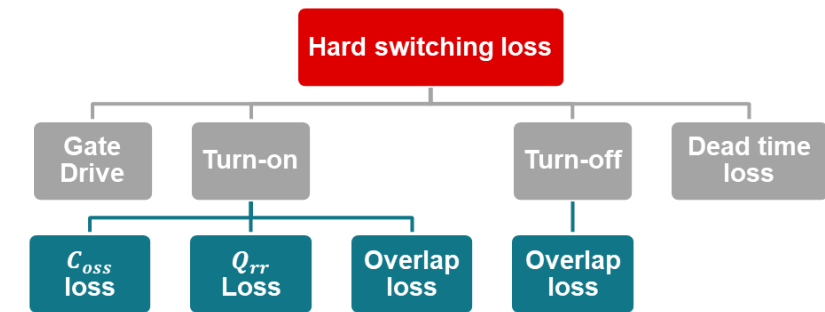 Hard switching loss
Gate
Drive
Turn-on
Turn-off
Dead time
loss
C_oss
loss
Q_rr
Loss
Overlap
loss
Overlap
loss